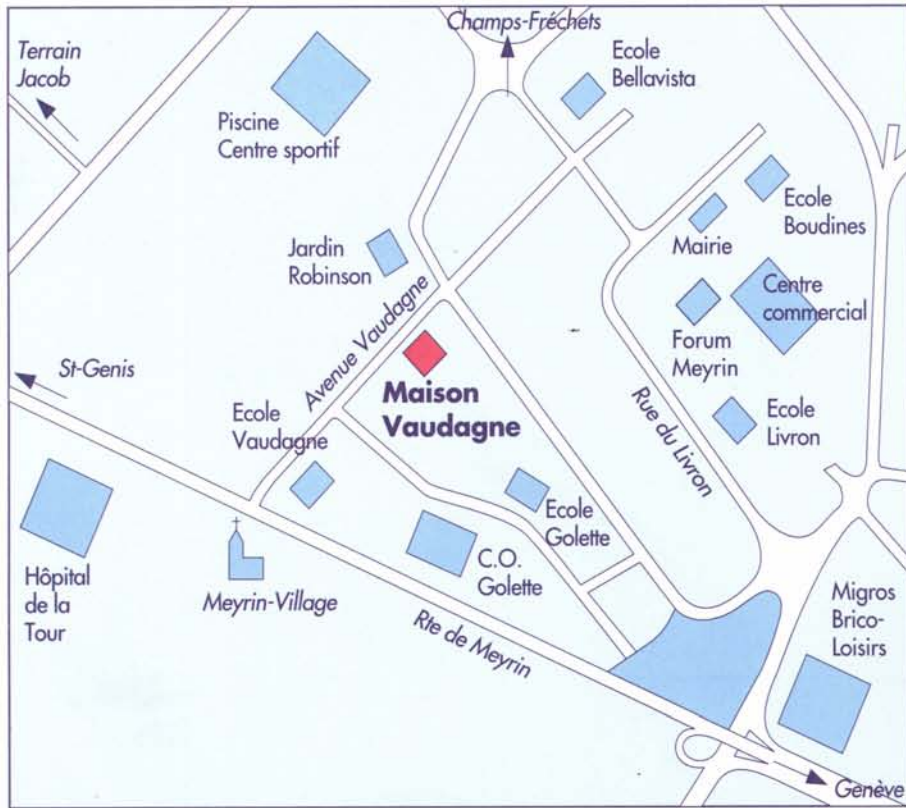 Champs-Fréchets
Terrain
Jacob
Ecole
Bellavista
Piscine
Centre sportif
Ecole
Boudines
Mairie
Jardin
Robinson
Centre
commercial
Avenue Vaudagne
Forum
Meyrin
St-Genis
Maison
Vaudagne
Ecole
Vaudagne
Rue du Livron
Ecole
Livron
Ecole
Golette
C.O.
Golette
Hôpital
de la
Tour
Meyrin-Village
Migros
Brico-
Loisirs
Rte de Meyrin
Genève